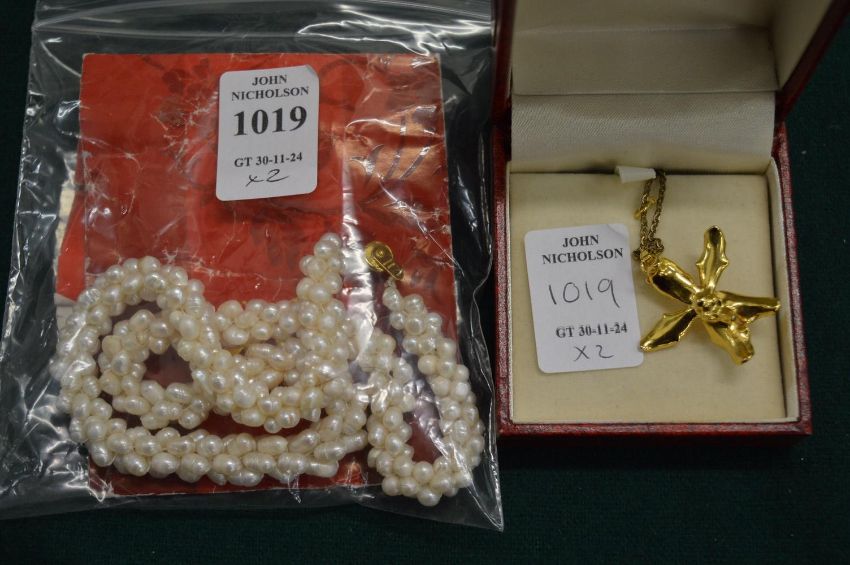 JOHN
NICHOLSON
1019
GT 30-11-24
x2
JOHN
NICHOLSON
1019
GT 30-11-24
x2